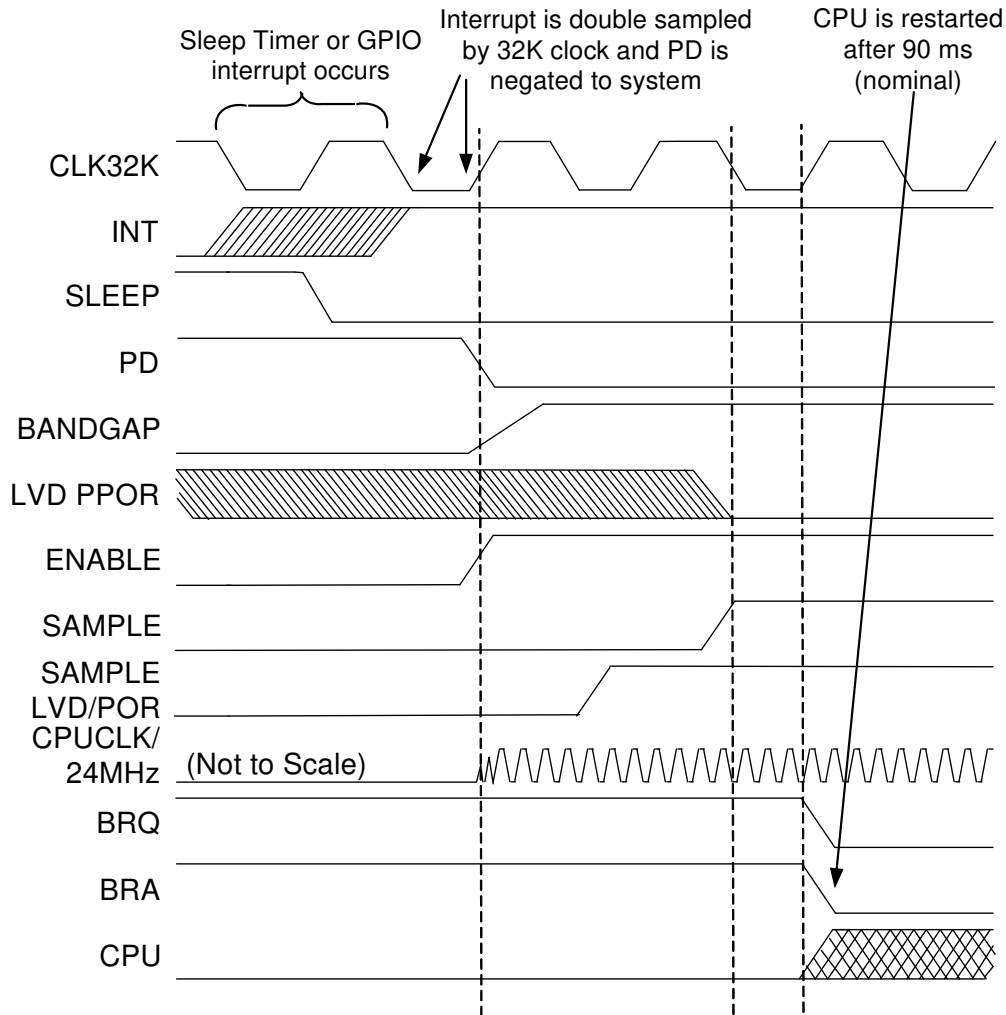 Sleep Timer or GPIO
interrupt occurs
Interrupt is double sampled
by 32K clock and PD is
negated to system
CPU is restarted
after 90 ms
(nominal)
CLK32K
INT
SLEEP
PD
BANDGAP
LVD PPOR
ENABLE
SAMPLE
SAMPLE
LVD/POR
CPUCLK/
24MHz
(Not to Scale)
BRQ
BRA
CPU